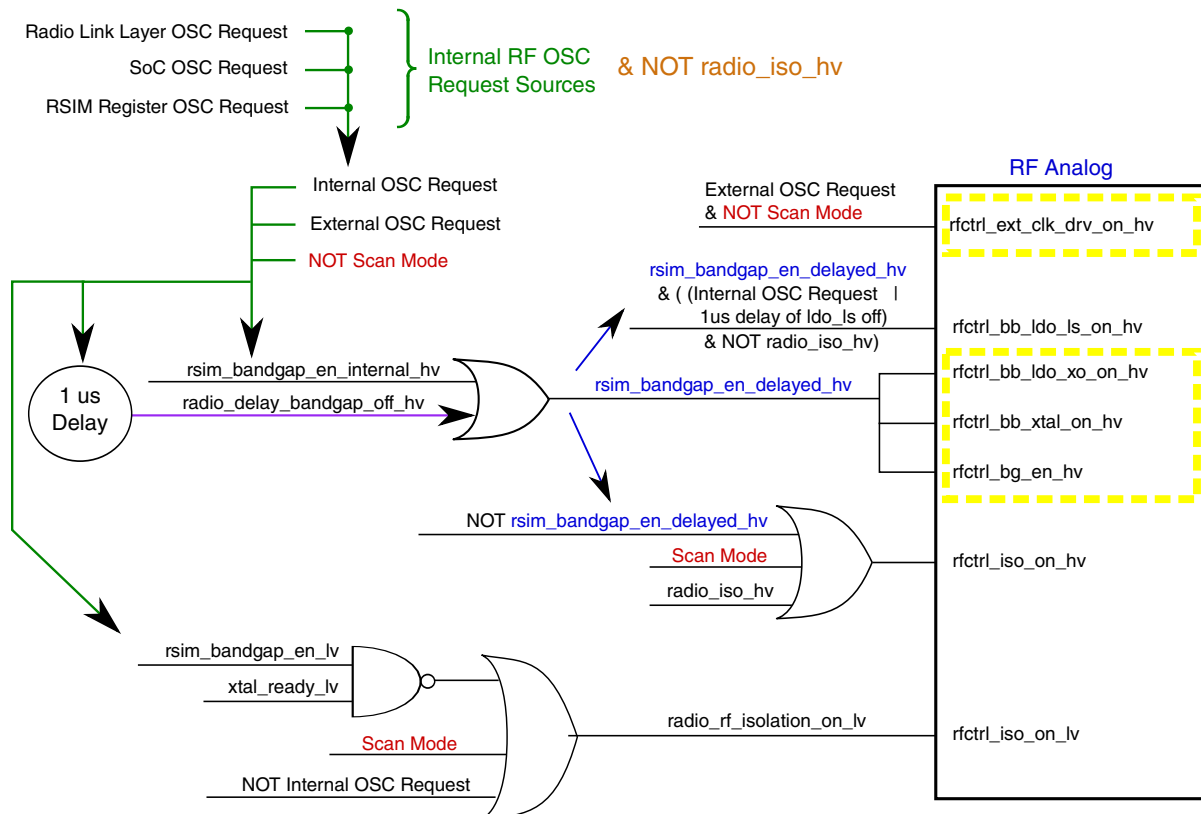 Radio Link Layer OSC Request
SoC OSC Request
RSIM Register OSC Request
Internal RF OSC
Request Sources
& NOT radio_iso_hv
Internal OSC Request
External OSC Request
NOT Scan Mode
RF Analog
External OSC Request
& NOT Scan Mode
rfctrl_ext_clk_drv_on_hv
rsim_bandgap_en_delayed_hv
& ( (Internal OSC Request |
1us delay of ldo_ls off)
& NOT radio_iso_hv)
rfctrl_bb_ldo_ls_on_hv
1 us
Delay
rsim_bandgap_en_internal_hv
radio_delay_bandgap_off_hv
rsim_bandgap_en_delayed_hv
rfctrl_bb_ldo_xo_on_hv
rfctrl_bb_xtal_on_hv
rfctrl_bg_en_hv
NOT rsim_bandgap_en_delayed_hv
Scan Mode
radio_iso_hv
rfctrl_iso_on_hv
rsim_bandgap_en_lv
xtal_ready_lv
Scan Mode
NOT Internal OSC Request
radio_rf_isolation_on_lv
rfctrl_iso_on_lv